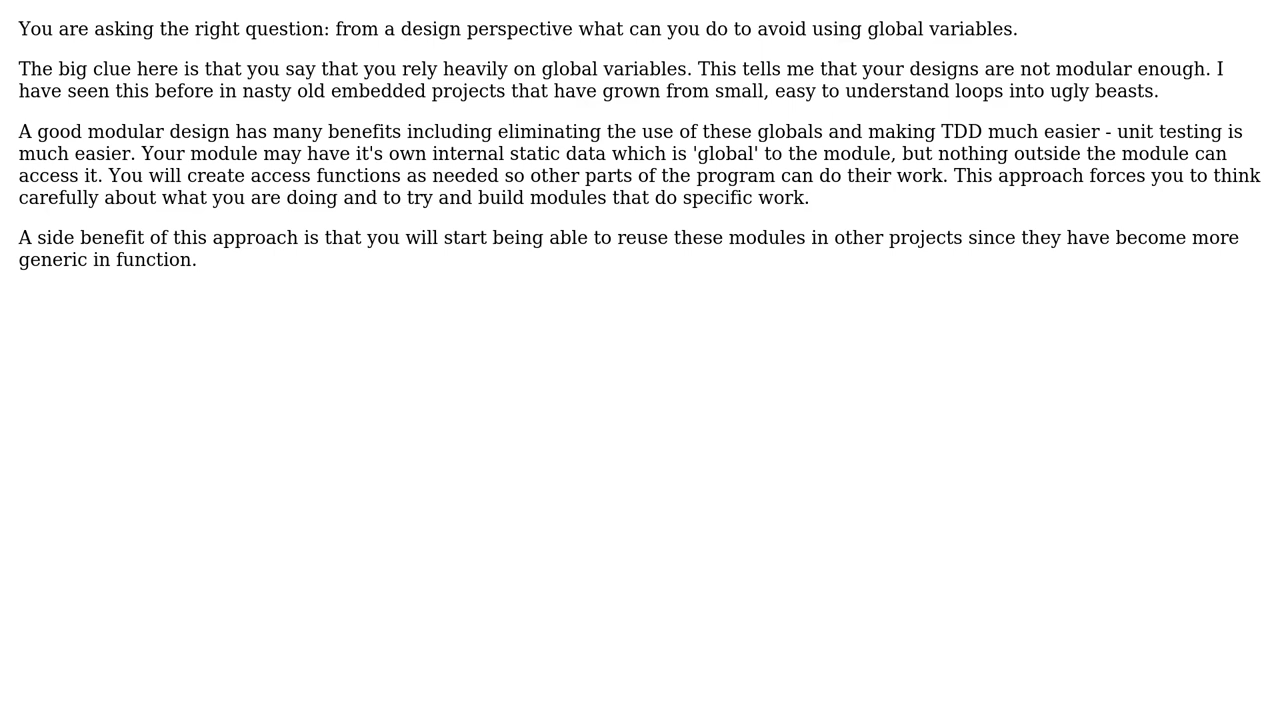 You are asking the right question: from a design perspective what can you do to avoid using global variables.
The big clue here is that you say that you rely heavily on global variables. This tells me that your designs are not modular enough. I
have seen this before in nasty old embedded projects that have grown from small, easy to understand loops into ugly beasts.
A good modular design has many benefits including eliminating the use of these globals and making TDD much easier - unit testing is
much easier. Your module may have it's own internal static data which is 'global' to the module, but nothing outside the module can
access it. You will create access functions as needed so other parts of the program can do their work. This approach forces you to think
carefully about what you are doing and to try and build modules that do specific work.
A side benefit of this approach is that you will start being able to reuse these modules in other projects since they have become more
generic in function.